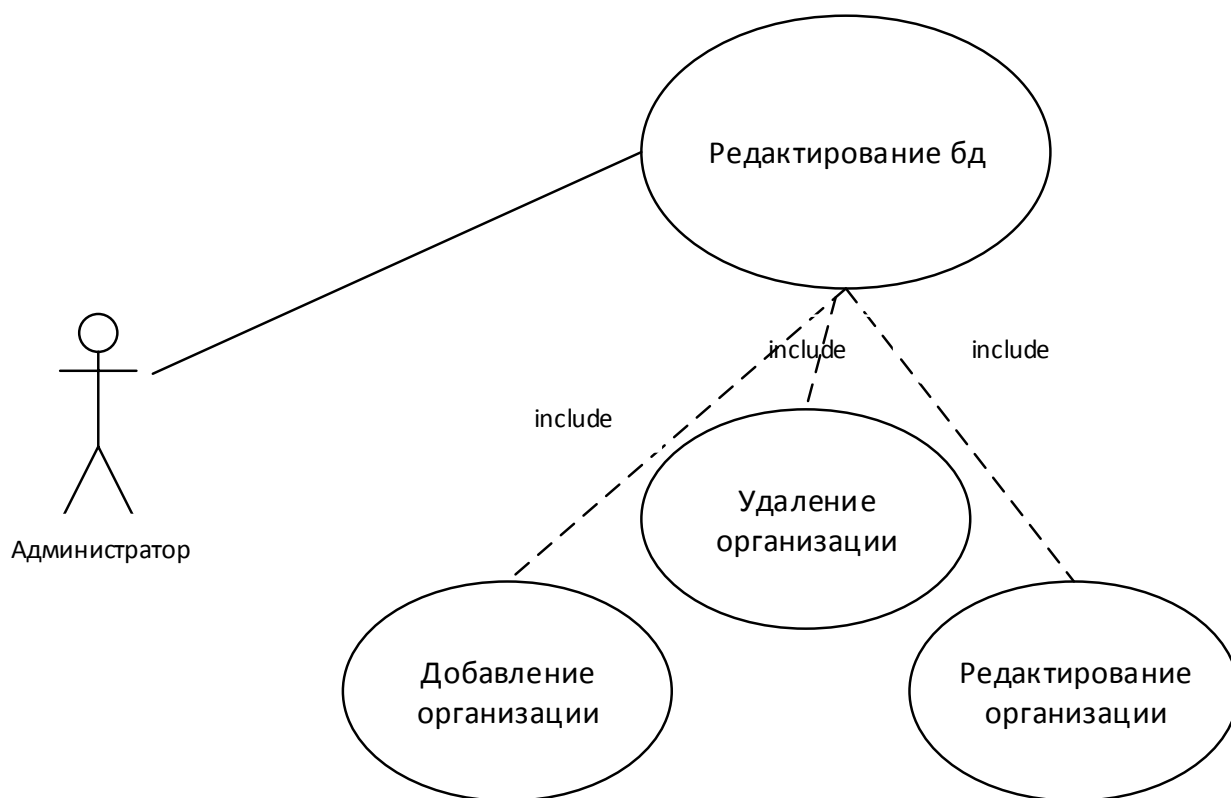 Редактирование бд
include
include
include
Удаление
организации
Администратор
Добавление
организации
Редактирование
организации